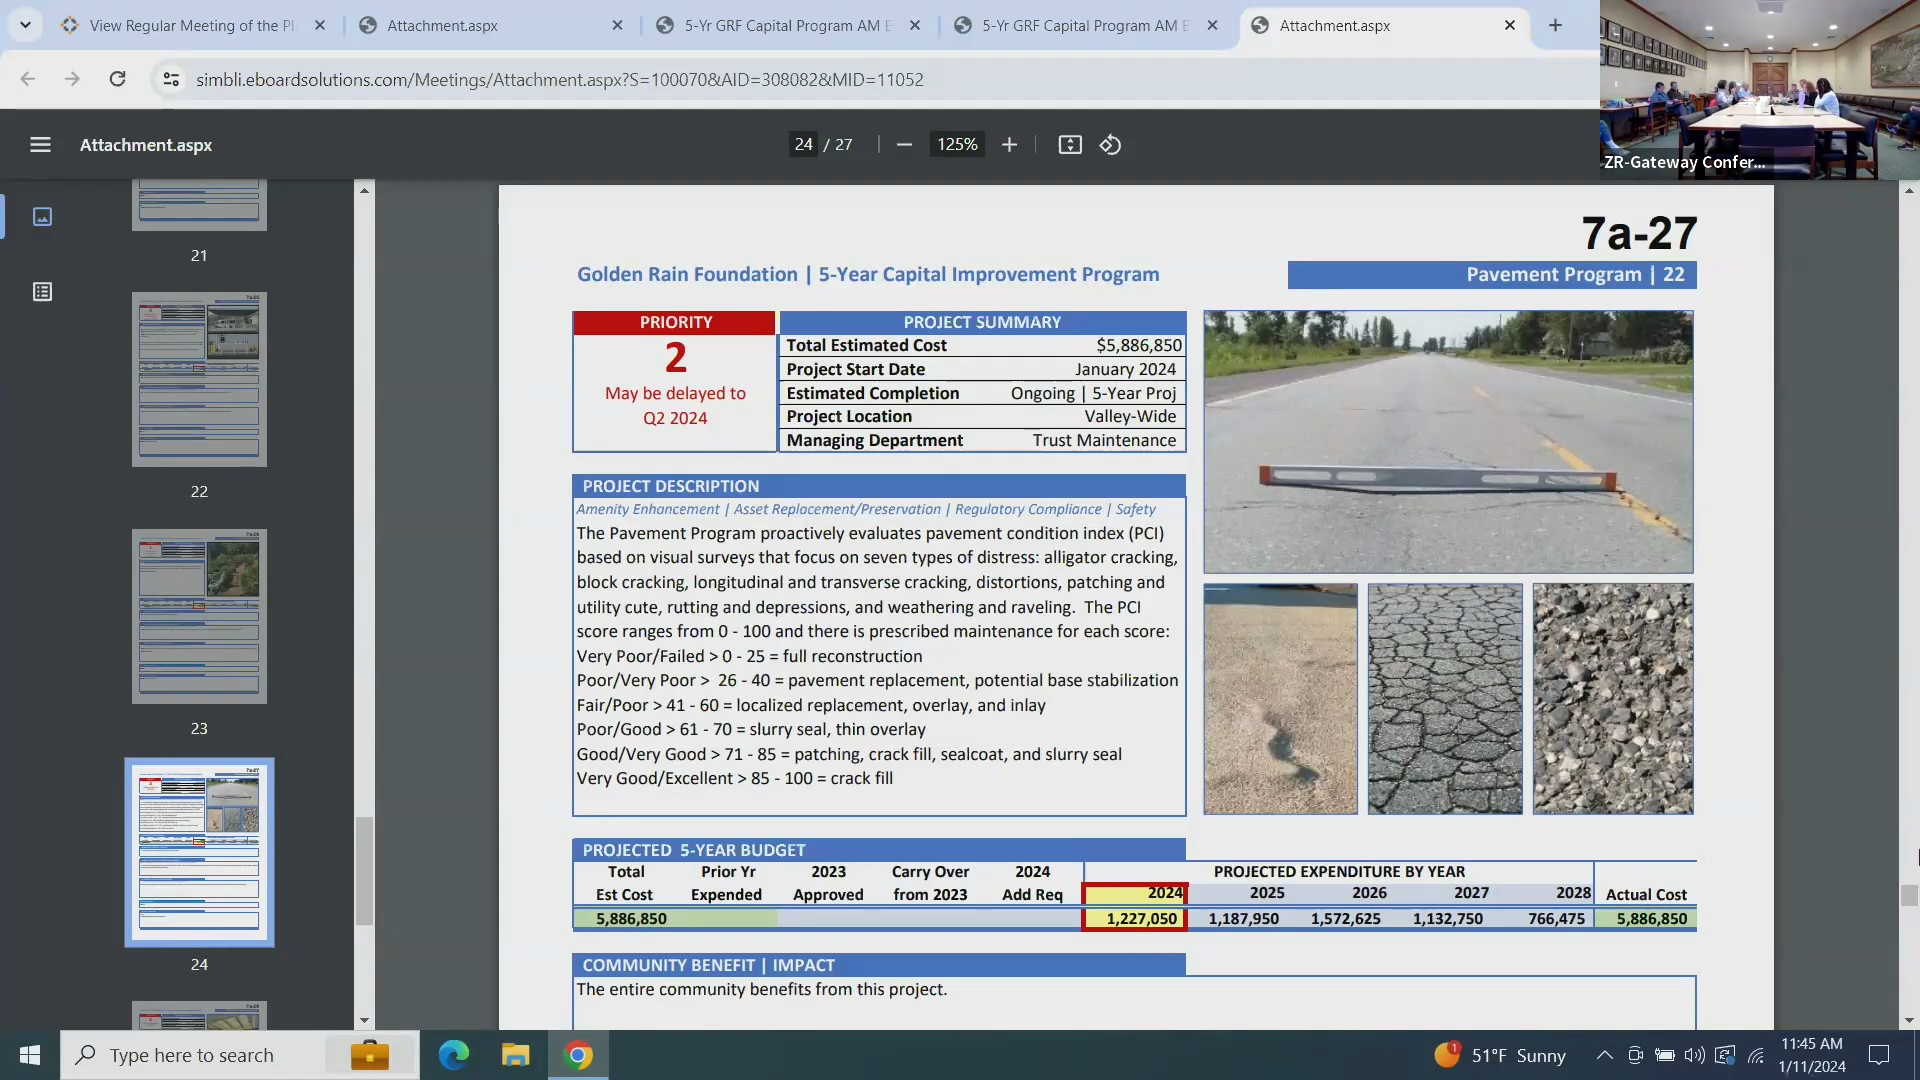 View Regular Meeting of the Pl
Attachment.aspx
5-Yr GRF Capital Program AM E
5-Yr GRF Capital Program AM E
Attachment.aspx
simbli.eboardsolutions.com/Meetings/Attachment.aspx?S=100070&AID=308082&MID=11052
Attachment.aspx
24 / 27
125%
ZR-Gateway Confer...
21
22
23
24
7a-27
Golden Rain Foundation | 5-Year Capital Improvement Program
Pavement Program | 22
PRIORITY
2
May be delayed to
Q2 2024
PROJECT SUMMARY
Total Estimated Cost $5,886,850
Project Start Date January 2024
Estimated Completion Ongoing | 5-Year Proj
Project Location Valley-Wide
Managing Department Trust Maintenance
PROJECT DESCRIPTION
Amenity Enhancement | Asset Replacement/Preservation | Regulatory Compliance | Safety
The Pavement Program proactively evaluates pavement condition index (PCI)
based on visual surveys that focus on seven types of distress: alligator cracking,
block cracking, longitudinal and transverse cracking, distortions, patching and
utility cute, rutting and depressions, and weathering and raveling. The PCI
score ranges from 0 - 100 and there is prescribed maintenance for each score:
Very Poor/Failed > 0 - 25 = full reconstruction
Poor/Very Poor > 26 - 40 = pavement replacement, potential base stabilization
Fair/Poor > 41 - 60 = localized replacement, overlay, and inlay
Poor/Good > 61 - 70 = slurry seal, thin overlay
Good/Very Good > 71 - 85 = patching, crack fill, sealcoat, and slurry seal
Very Good/Excellent > 85 - 100 = crack fill
PROJECTED 5-YEAR BUDGET
Total Prior Yr 2023 Carry Over 2024 PROJECTED EXPENDITURE BY YEAR
Est Cost Expended Approved from 2023 Add Req 2024 2025 2026 2027 2028 Actual Cost
5,886,850 1,227,050 1,187,950 1,572,625 1,132,750 766,475 5,886,850
COMMUNITY BENEFIT | IMPACT
The entire community benefits from this project.
Type here to search
1
51°F Sunny
11:45 AM
1/11/2024